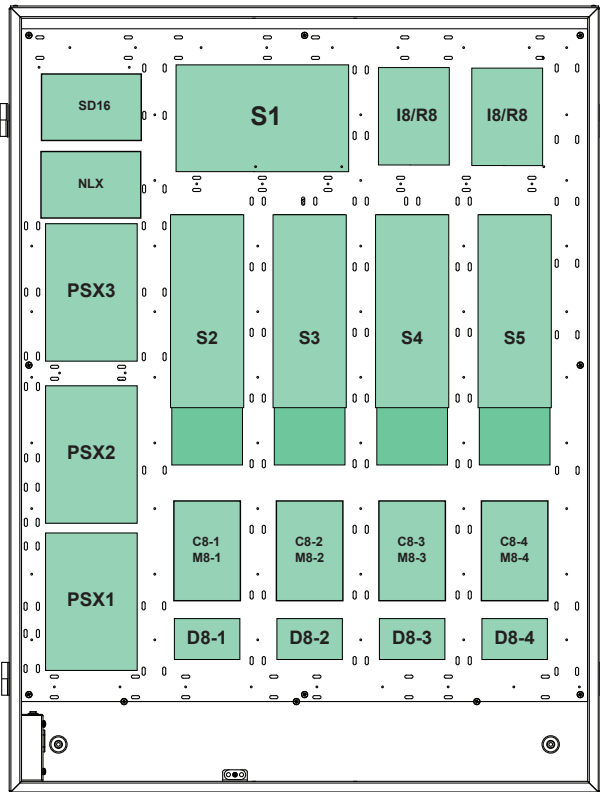 SD16
S1
I8/R8
I8/R8
NLX
PSX3
S2
S3
S4
S5
PSX2
C8-1
M8-1
C8-2
M8-2
C8-3
M8-3
C8-4
M8-4
PSX1
D8-1
D8-2
D8-3
D8-4